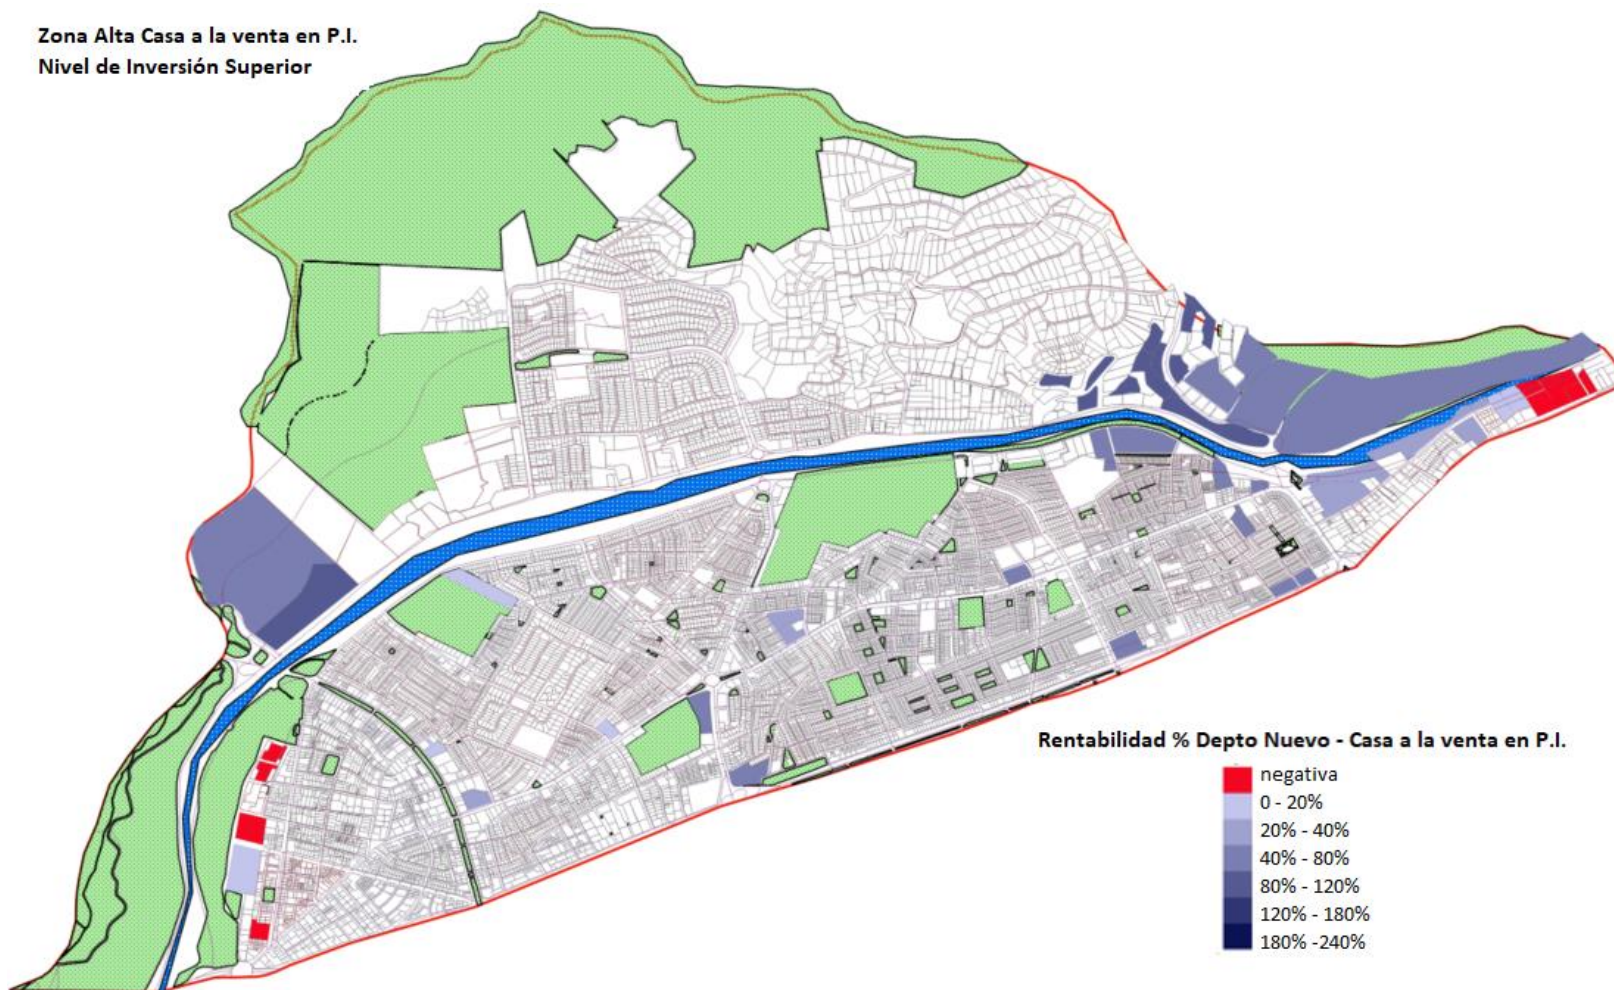 Zona Alta Casa a la venta en P.I.
Nivel de Inversión Superior
Rentabilidad % Depto Nuevo - Casa a la venta en P.I.
negativa
0 - 20%
20% - 40%
40% - 80%
80% - 120%
120% - 180%
180% -240%